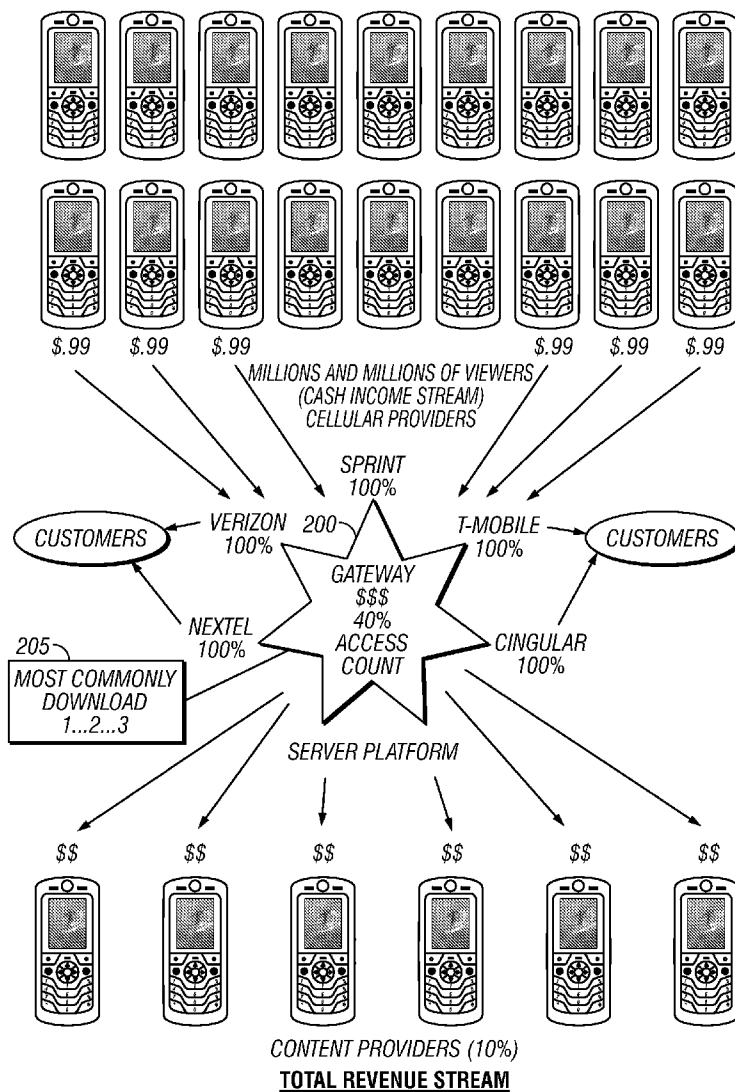 $.99 $.99 $.99 $.99 $.99 $.99
MILLIONS AND MILLIONS OF VIEWERS
(CASH INCOME STREAM)
CELLULAR PROVIDERS
SPRINT
100%
VERIZON
100%
200
T-MOBILE
100%
CUSTOMERS
CUSTOMERS
GATEWAY
$$$
40%
ACCESS
COUNT
NEXTEL
100%
CINGULAR
100%
205
MOST COMMONLY
DOWNLOAD
1...2...3
SERVER PLATFORM
$$ $$ $$ $$ $$ $$
CONTENT PROVIDERS (10%)
TOTAL REVENUE STREAM